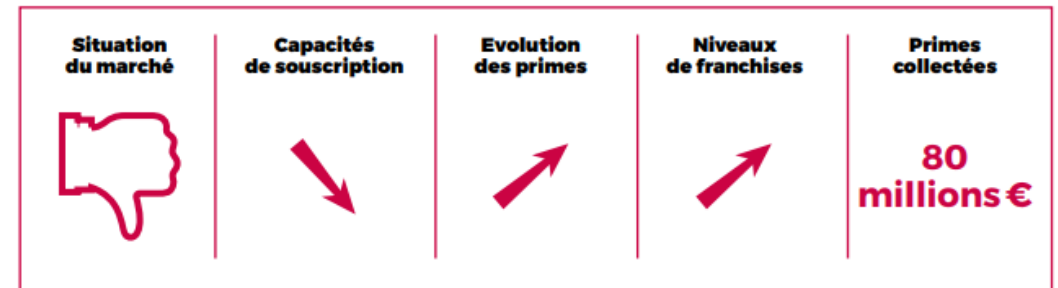 Situation
du marché
Capacités
de souscription
Evolution
des primes
Niveaux
de franchises
Primes
collectées
80
millions €